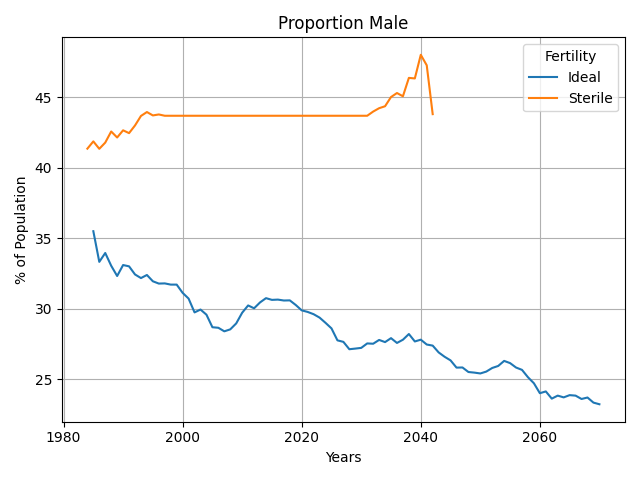 Proportion Male
Fertility
Ideal
Sterile
% of Population
45
40
35
30
25
1980 2000 2020 2040 2060
Years